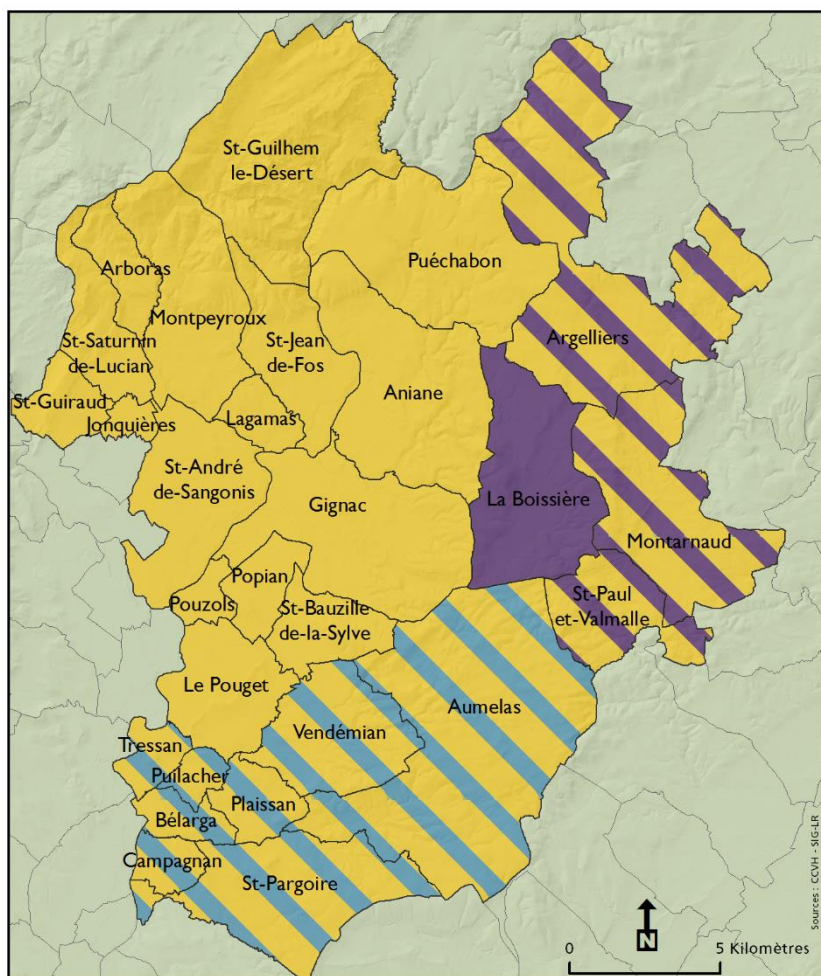 St-Guilhem
le-Désert
Puéchabon
Arboras
Montpeyroux
St-Jean
de-Fos
Argelliers
St-Saturnin
de-Lucian
Aniane
St-Guiraud
Jonquières
Lagamas
St-André
de-Sangonis
Gignac
La Boissière
Montarnaud
Popian
Pouzols
St-Bauzille
de-la-Sylve
St-Paul
et-Valmalle
Le Pouget
Aumelas
Vendémian
Tressan
Puilacher
Plaissan
Bélarga
Campagnan
St-Pargoire
Sources : CCVH - SIG-LR
N
0 5 Kilomètres